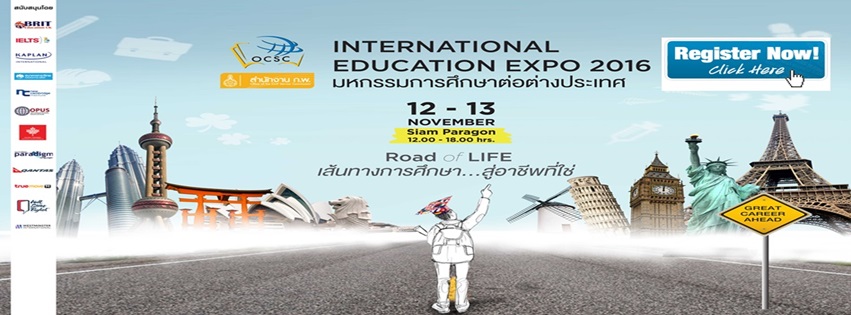 สนับสนุนโดย
BRIT
IELTS
KAPLAN
INTERNATIONAL
nc
OPUS
paradigm
QANTAS
truemove H
OCSC
สำนักงาน ก.พ.
INTERNATIONAL
EDUCATION EXPO 2016
มหกรรมการศึกษาต่อต่างประเทศ
12 - 13
NOVEMBER
Siam Paragon
12.00 - 18.00 hrs.
Road of LIFE
เส้นทางการศึกษา...สู่อาชีพที่ใช่
Register Now!
Click Here
GREAT
CAREER
AHEAD